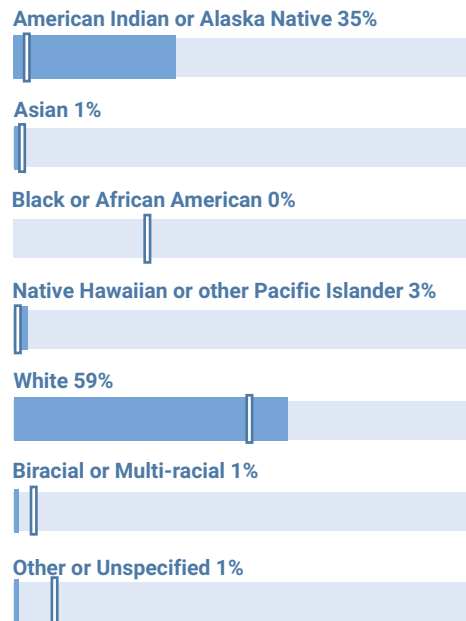 American Indian or Alaska Native 35%
Asian 1%
Black or African American 0%
Native Hawaiian or other Pacific Islander 3%
White 59%
Biracial or Multi-racial 1%
Other or Unspecified 1%